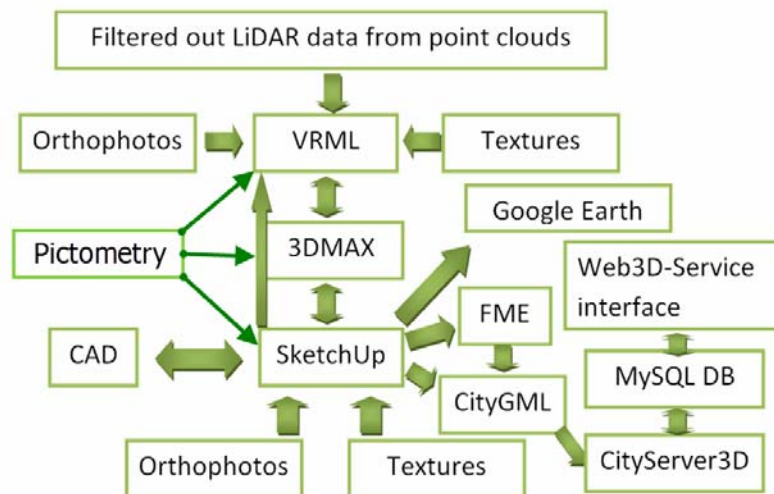 Filtered out LiDAR data from point clouds
Orthophotos
VRML
Textures
Google Earth
Pictometry
3DMAX
Web3D-Service
interface
FME
CAD
SketchUp
MySQL DB
CityGML
Orthophotos
Textures
CityServer3D